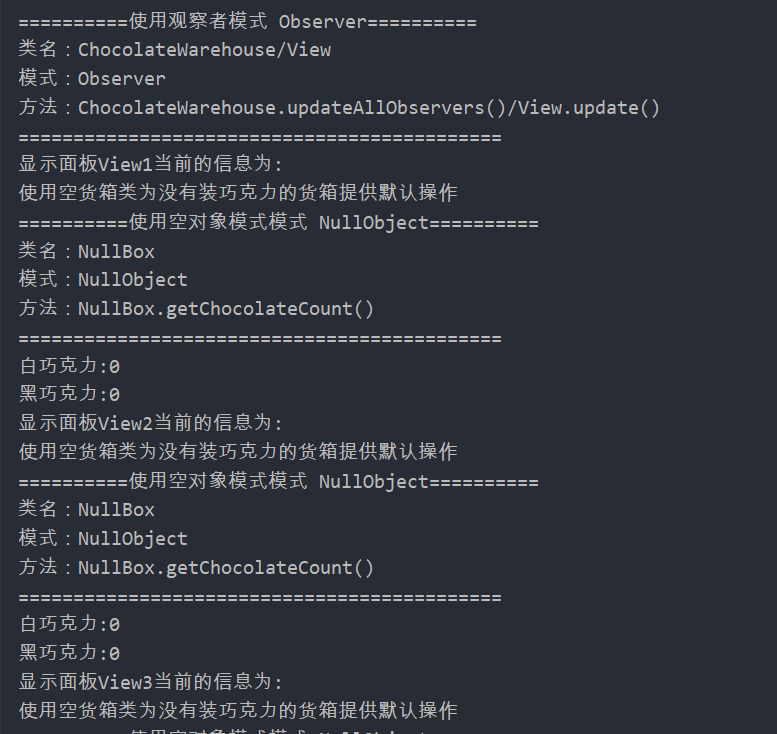 ==========使用观察者模式 Observer==========
类名：ChocolateWarehouse/View
模式：Observer
方法：ChocolateWarehouse.updateAllObservers()/View.update()
============================================
显示面板View1当前的信息为:
使用空货箱类为没有装巧克力的货箱提供默认操作
==========使用空对象模式模式 NullObject==========
类名：NullBox
模式：NullObject
方法：NullBox.getChocolateCount()
============================================
白巧克力:0
黑巧克力:0
显示面板View2当前的信息为:
使用空货箱类为没有装巧克力的货箱提供默认操作
==========使用空对象模式模式 NullObject==========
类名：NullBox
模式：NullObject
方法：NullBox.getChocolateCount()
============================================
白巧克力:0
黑巧克力:0
显示面板View3当前的信息为:
使用空货箱类为没有装巧克力的货箱提供默认操作